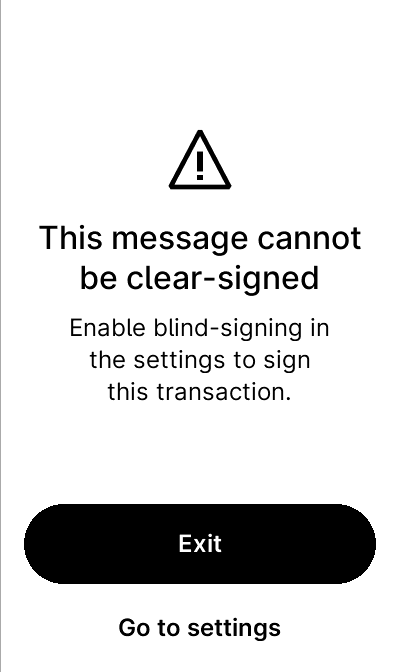 This message cannot
be clear-signed
Enable blind-signing in
the settings to sign
this transaction.
Exit
Go to settings